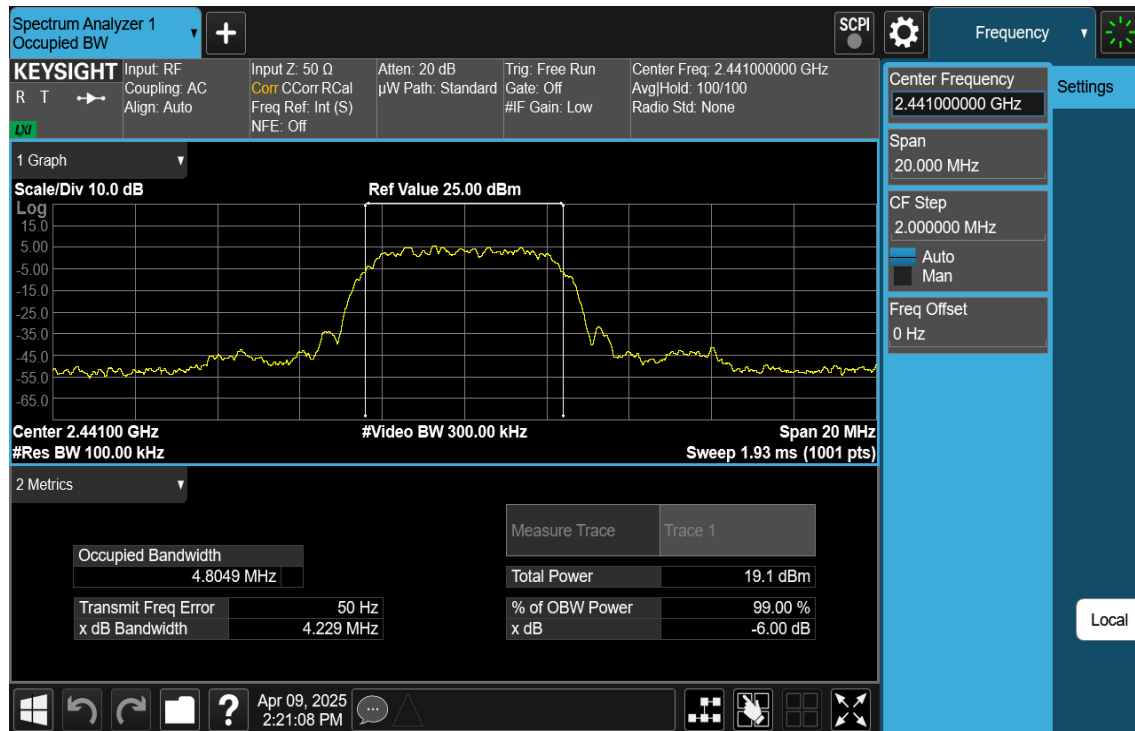 Spectrum Analyzer 1
Occupied BW
+
SCPI
Frequency
KEYSIGHT
R T
LXI
Input: RF
Coupling: AC
Align: Auto
Input Z: 50 Ω
Corr CCorr RCal
Freq Ref: Int (S)
NFE: Off
Atten: 20 dB
µW Path: Standard
Trig: Free Run
Gate: Off
#IF Gain: Low
Center Freq: 2.441000000 GHz
Avg|Hold: 100/100
Radio Std: None
Center Frequency
2.441000000 GHz
Settings
Span
20.000 MHz
CF Step
2.000000 MHz
Auto
Man
Freq Offset
0 Hz
1 Graph
Scale/Div 10.0 dB
Ref Value 25.00 dBm
Log
15.0
5.00
-5.00
-15.0
-25.0
-35.0
-45.0
-55.0
-65.0
Center 2.44100 GHz
#Video BW 300.00 kHz
Span 20 MHz
#Res BW 100.00 kHz
Sweep 1.93 ms (1001 pts)
2 Metrics
Measure Trace
Trace 1
Occupied Bandwidth
4.8049 MHz
Total Power
19.1 dBm
Transmit Freq Error
50 Hz
% of OBW Power
99.00 %
x dB Bandwidth
4.229 MHz
x dB
-6.00 dB
Local
?
Apr 09, 2025
2:21:08 PM